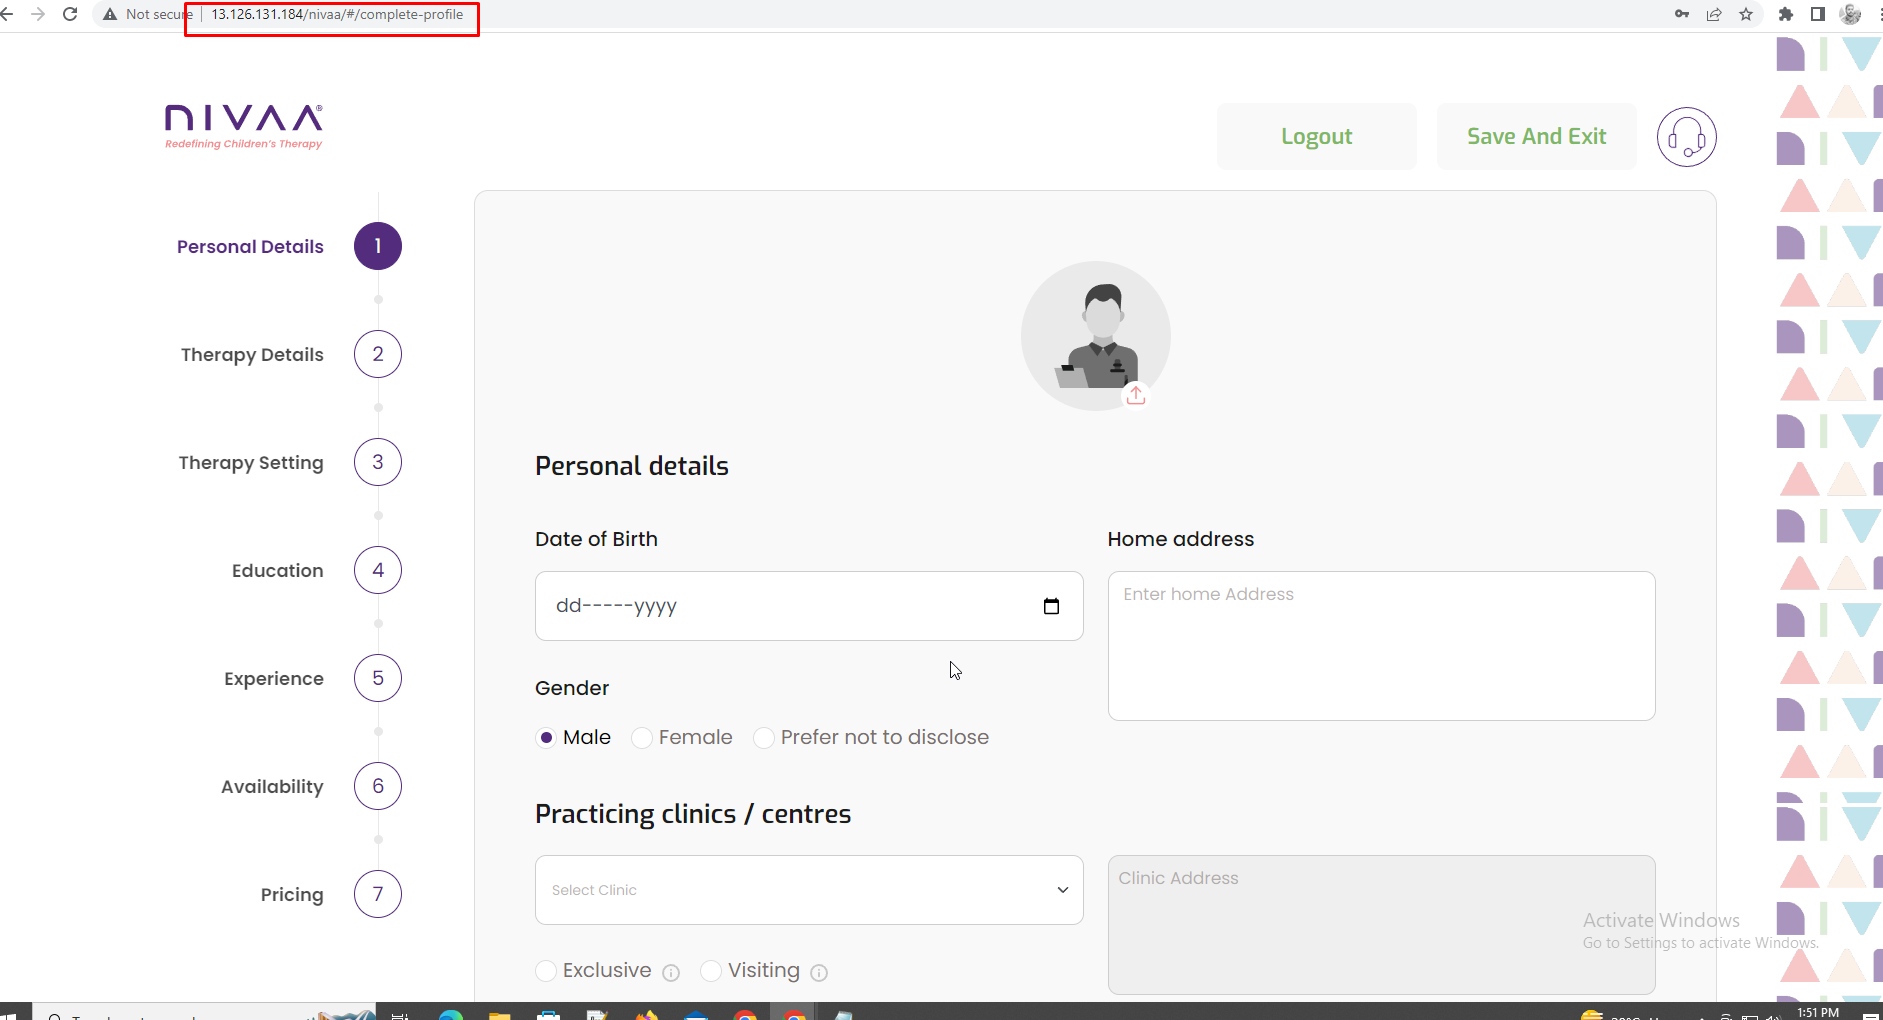 Not secure 13.126.131.184/nivaa/#/complete-profile
NIVAA®
Redefining Children's Therapy
Logout
Save And Exit
Personal Details 1
Therapy Details 2
Therapy Setting 3
Education 4
Experience 5
Availability 6
Pricing 7
Personal details
Date of Birth
dd-----yyyy
Home address
Enter home Address
Gender
Male Female Prefer not to disclose
Practicing clinics / centres
Select Clinic
Clinic Address
Exclusive Visiting
Activate Windows
Go to Settings to activate Windows.
1:51 PM